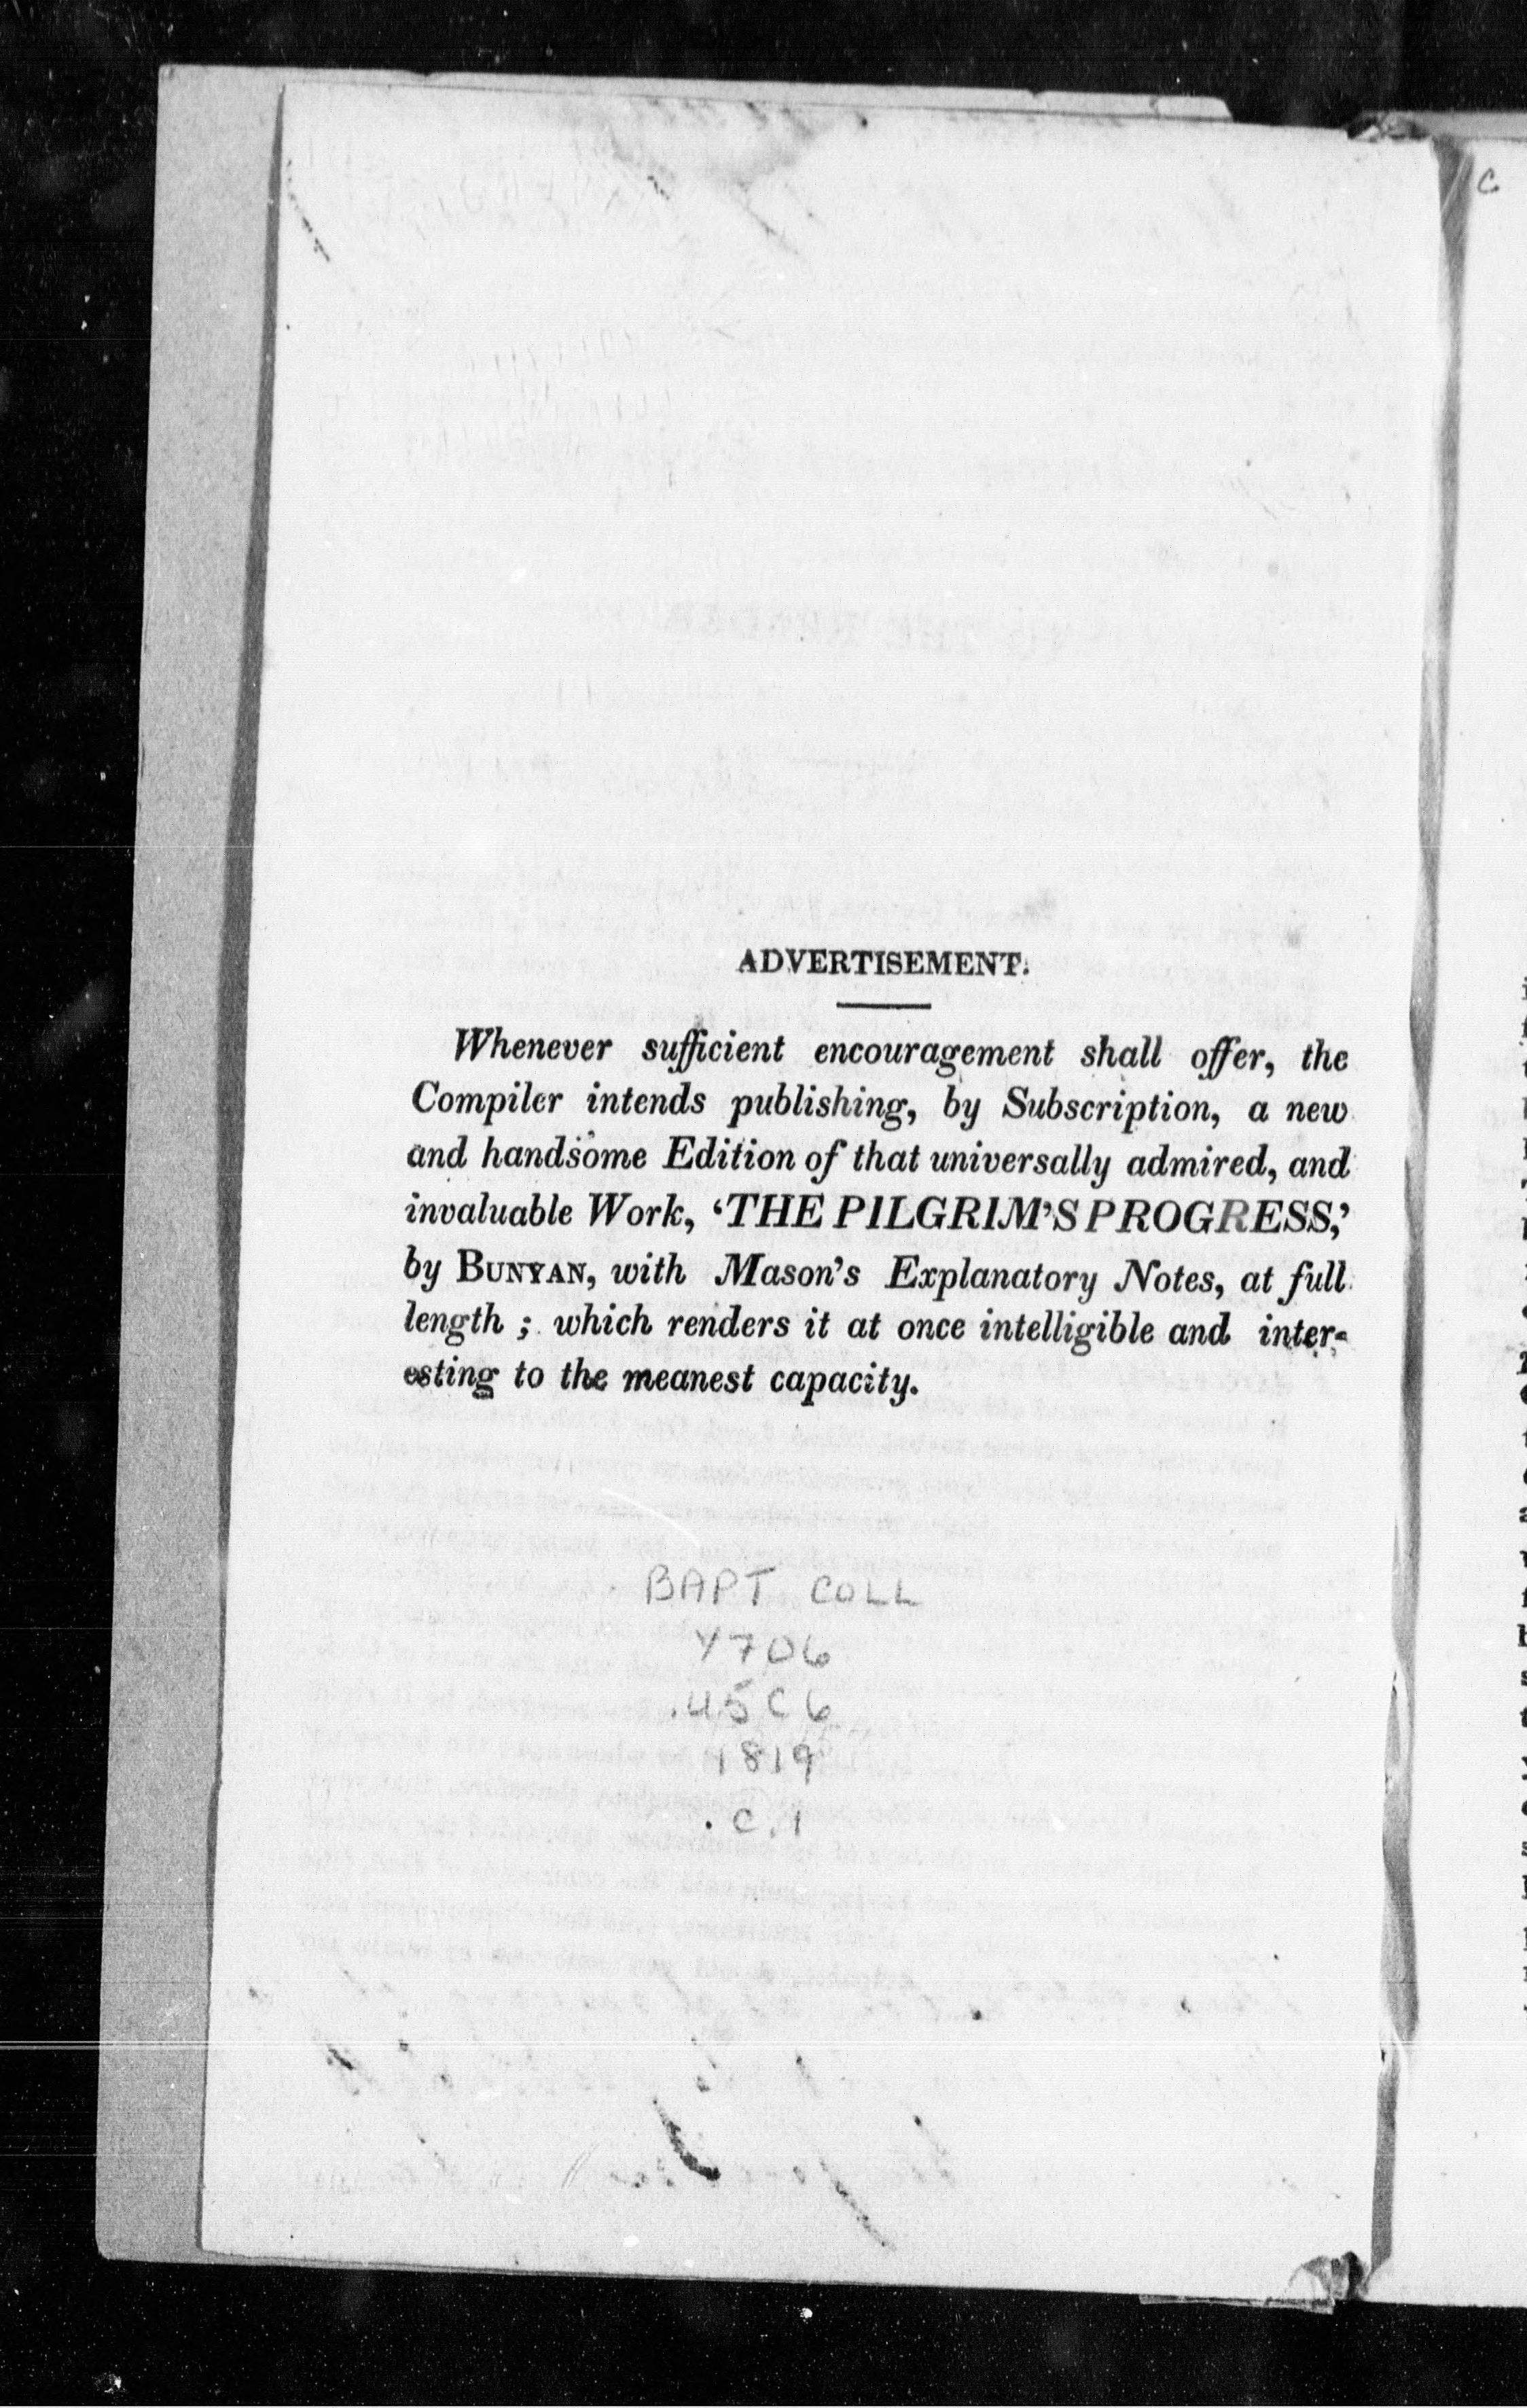 ADVERTISEMENT.
Whenever sufficient encouragement shall offer, the
Compiler intends publishing, by Subscription, a new
and handsome Edition of that universally admired, and
invaluable Work, ‘THE PILGRIM’S PROGRESS,’
by BUNYAN, with Mason’s Explanatory Notes, at full
length ; which renders it at once intelligible and inter-
esting to the meanest capacity.
BAPT COLL
Y706
.U5C6
1819
. C.1